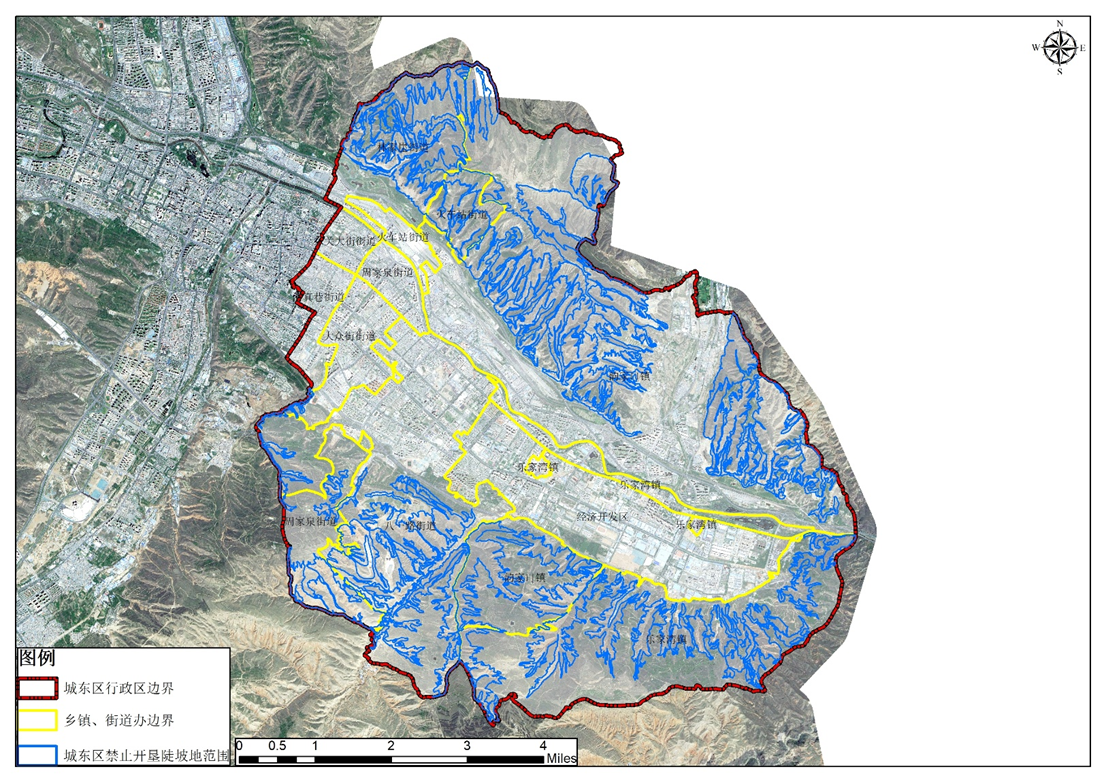 N
W E
S
林家崖街道
火车站街道
关大街街道
火车站街道
周家泉街道
真巷街道
大众街街道
韵家口镇
乐家湾镇
乐家湾镇
经济开发区
乐家湾镇
周家泉街道
八一路街道
韵家口镇
乐家湾镇
图例
城东区行政区边界
乡镇、街道办边界
城东区禁止开垦陡坡地范围
0 0.5 1 2 3 4
Miles